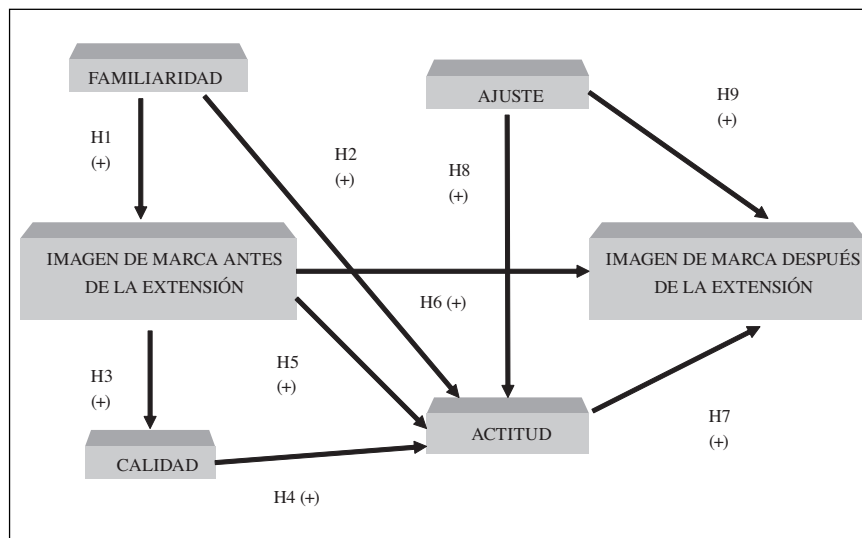 FAMILIARIDAD
AJUSTE
H9
(+)
H1
(+)
H2
(+)
H8
(+)
IMAGEN DE MARCA ANTES
DE LA EXTENSIÓN
IMAGEN DE MARCA DESPUÉS
DE LA EXTENSIÓN
H6 (+)
H5
(+)
H3
(+)
H7
(+)
ACTITUD
CALIDAD
H4 (+)